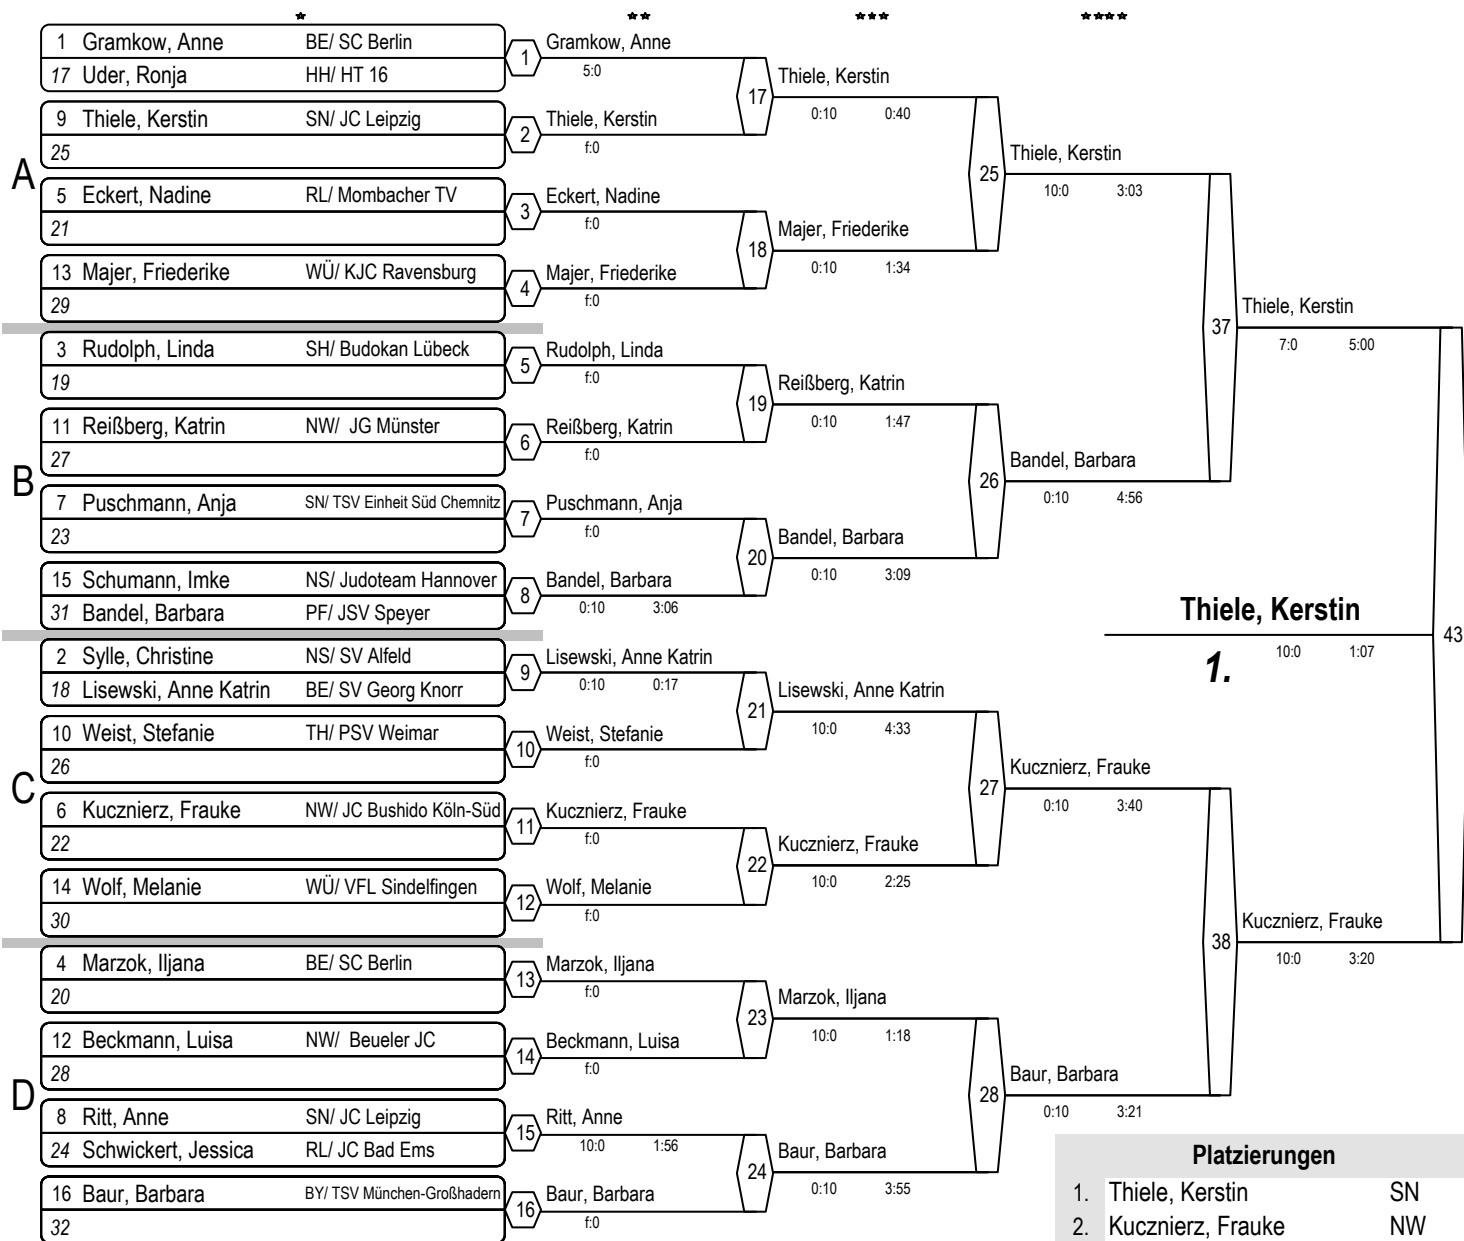 * ** *** ****
1 Gramkow, Anne BE/ SC Berlin
17 Uder, Ronja HH/ HT 16
1
Gramkow, Anne
5:0
9 Thiele, Kerstin SN/ JC Leipzig
25
2
Thiele, Kerstin
f:0
17
Thiele, Kerstin
0:10 0:40
A
5 Eckert, Nadine RL/ Mombacher TV
21
3
Eckert, Nadine
f:0
13 Majer, Friederike WÜ/ KJC Ravensburg
29
4
Majer, Friederike
f:0
18
Majer, Friederike
0:10 1:34
25
Thiele, Kerstin
10:0 3:03
3 Rudolph, Linda SH/ Budokan Lübeck
19
5
Rudolph, Linda
f:0
11 Reißberg, Katrin NW/ JG Münster
27
6
Reißberg, Katrin
f:0
19
Reißberg, Katrin
0:10 1:47
B
7 Puschmann, Anja SN/ TSV Einheit Süd Chemnitz
23
7
Puschmann, Anja
f:0
15 Schumann, Imke NS/ Judoteam Hannover
31 Bandel, Barbara PF/ JSV Speyer
8
Bandel, Barbara
0:10 3:06
20
Bandel, Barbara
0:10 3:09
26
Bandel, Barbara
0:10 4:56
37
Thiele, Kerstin
7:0 5:00
2 Sylle, Christine NS/ SV Alfeld
18 Lisewski, Anne Katrin BE/ SV Georg Knorr
9
Lisewski, Anne Katrin
0:10 0:17
10 Weist, Stefanie TH/ PSV Weimar
26
10
Weist, Stefanie
f:0
21
Lisewski, Anne Katrin
10:0 4:33
C
6 Kucznierz, Frauke NW/ JC Bushido Köln-Süd
22
11
Kucznierz, Frauke
f:0
14 Wolf, Melanie WÜ/ VFL Sindelfingen
30
12
Wolf, Melanie
f:0
22
Kucznierz, Frauke
10:0 2:25
27
Kucznierz, Frauke
0:10 3:40
4 Marzok, Iljana BE/ SC Berlin
20
13
Marzok, Iljana
f:0
12 Beckmann, Luisa NW/ Beueler JC
28
14
Beckmann, Luisa
f:0
23
Marzok, Iljana
10:0 1:18
D
8 Ritt, Anne SN/ JC Leipzig
24 Schwickert, Jessica RL/ JC Bad Ems
15
Ritt, Anne
10:0 1:56
16 Baur, Barbara BY/ TSV München-Großhadern
32
16
Baur, Barbara
f:0
24
Baur, Barbara
0:10 3:55
28
Baur, Barbara
0:10 3:21
38
Kucznierz, Frauke
10:0 3:20
43
Thiele, Kerstin
1. 10:0 1:07
Platzierungen
1. Thiele, Kerstin SN
2. Kucznierz, Frauke NW